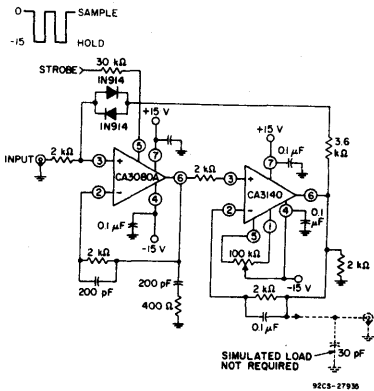 0 SAMPLE
-15 HOLD
STROBE 30 kΩ
1N914
+15 V
1N914
5
7
INPUT 2 kΩ
3
+
CA3080A
6
2
−
4
0.1 µF
-15 V
2 kΩ
200 pF
200 pF
400 Ω
2 kΩ
+15 V
0.1 µF
7
3
+
CA3140
6
2
−
4
0.1 µF
5
1
100 kΩ
-15 V
2 kΩ
0.1 µF
3.6 kΩ
2 kΩ
SIMULATED LOAD
NOT REQUIRED
30 pF
92CS-27936